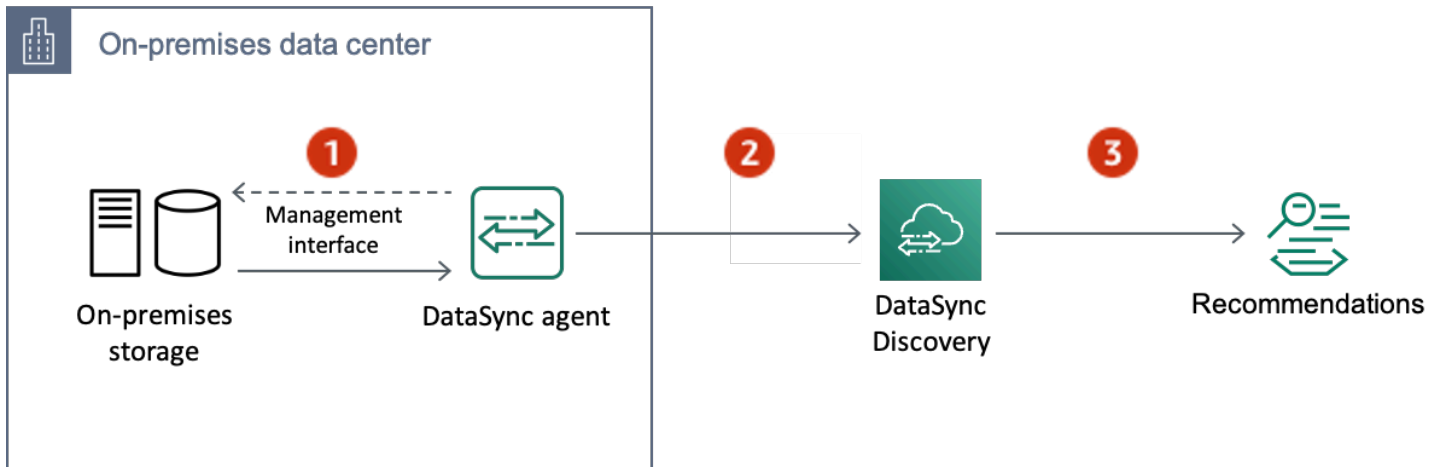 On-premises data center
1
2
3
Management
interface
On-premises
storage
DataSync agent
DataSync
Discovery
Recommendations